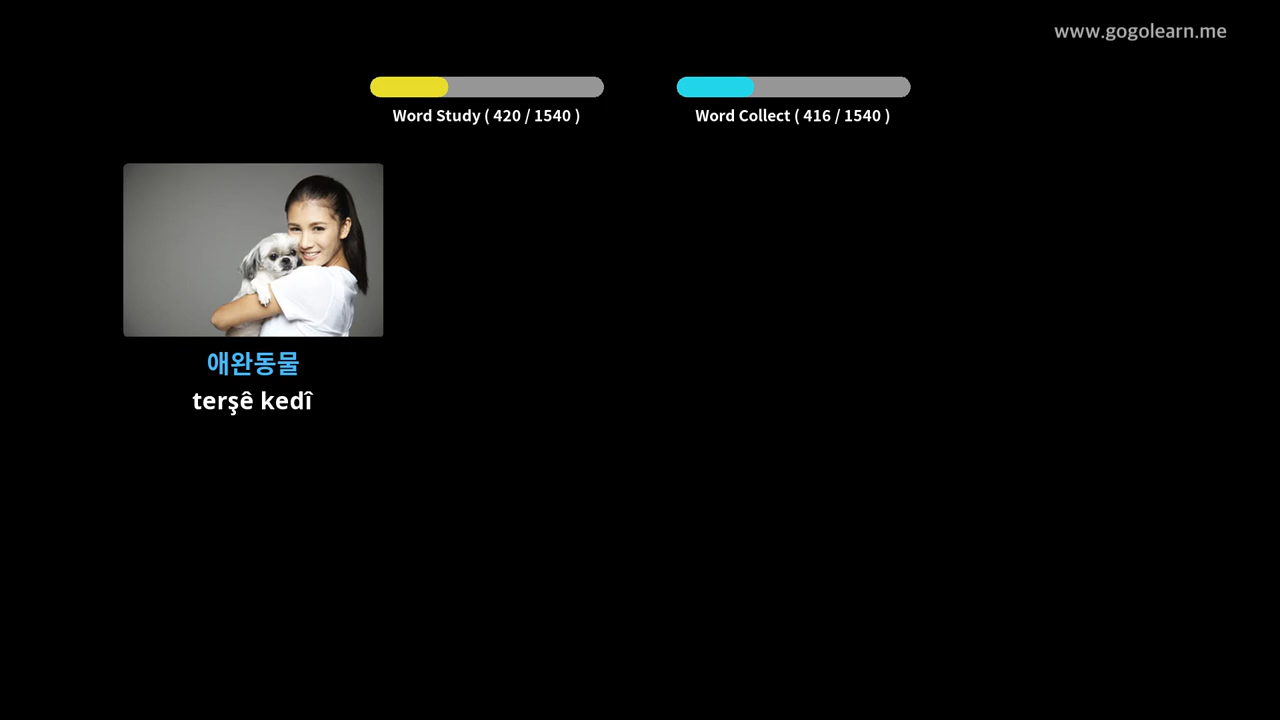 www.gogolearn.me
Word Study ( 420 / 1540 )
Word Collect ( 416 / 1540 )
애완동물
terşê kedî